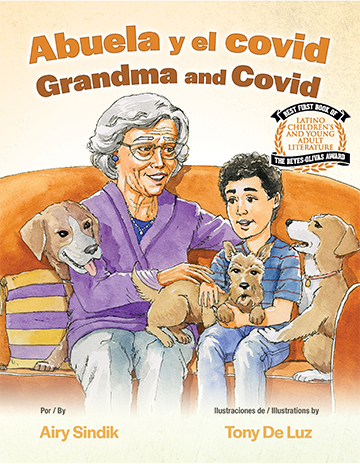 Abuela y el covid
Grandma and Covid
BEST FIRST BOOK OF
LATINO
CHILDREN'S
AND YOUNG
ADULT
LITERATURE
THE REYES-OLIVAS AWARD
Por / By
Airy Sindik
Ilustraciones de / Illustrations by
Tony De Luz